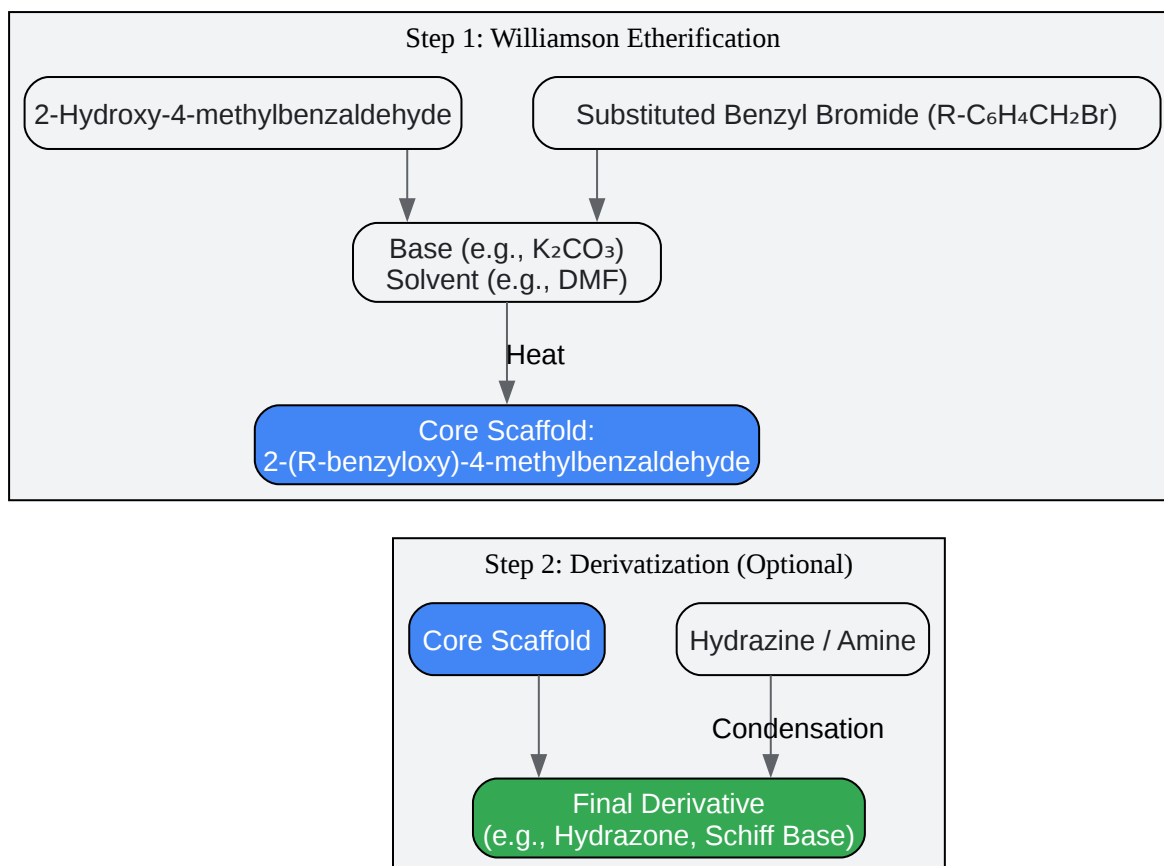 Step 1: Williamson Etherification
2-Hydroxy-4-methylbenzaldehyde
Substituted Benzyl Bromide (R-C₆H₄CH₂Br)
Base (e.g., K₂CO₃)
Solvent (e.g., DMF)
Heat
Core Scaffold:
2-(R-benzyloxy)-4-methylbenzaldehyde
Step 2: Derivatization (Optional)
Core Scaffold
Hydrazine / Amine
Condensation
Final Derivative
(e.g., Hydrazone, Schiff Base)